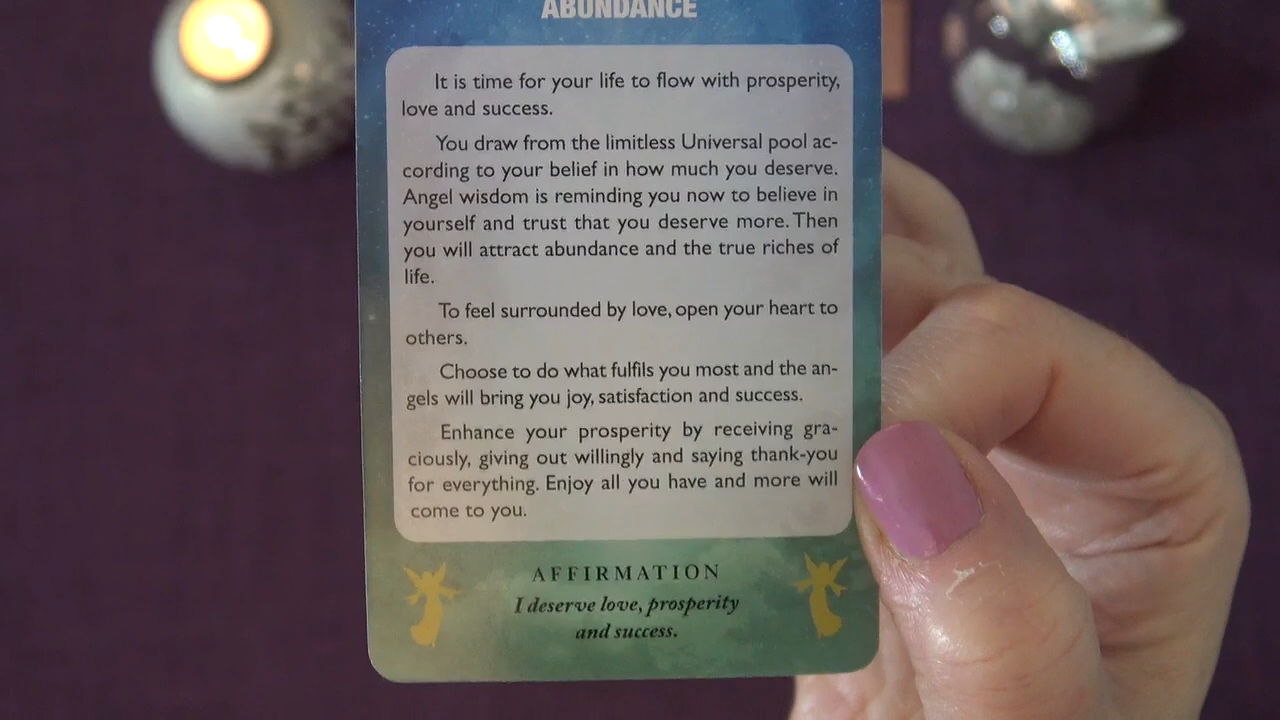 ABUNDANCE
It is time for your life to flow with prosperity,
love and success.
You draw from the limitless Universal pool ac-
cording to your belief in how much you deserve.
Angel wisdom is reminding you now to believe in
yourself and trust that you deserve more. Then
you will attract abundance and the true riches of
life.
To feel surrounded by love, open your heart to
others.
Choose to do what fulfils you most and the an-
gels will bring you joy, satisfaction and success.
Enhance your prosperity by receiving gra-
ciously, giving out willingly and saying thank-you
for everything. Enjoy all you have and more will
come to you.
AFFIRMATION
I deserve love, prosperity
and success.